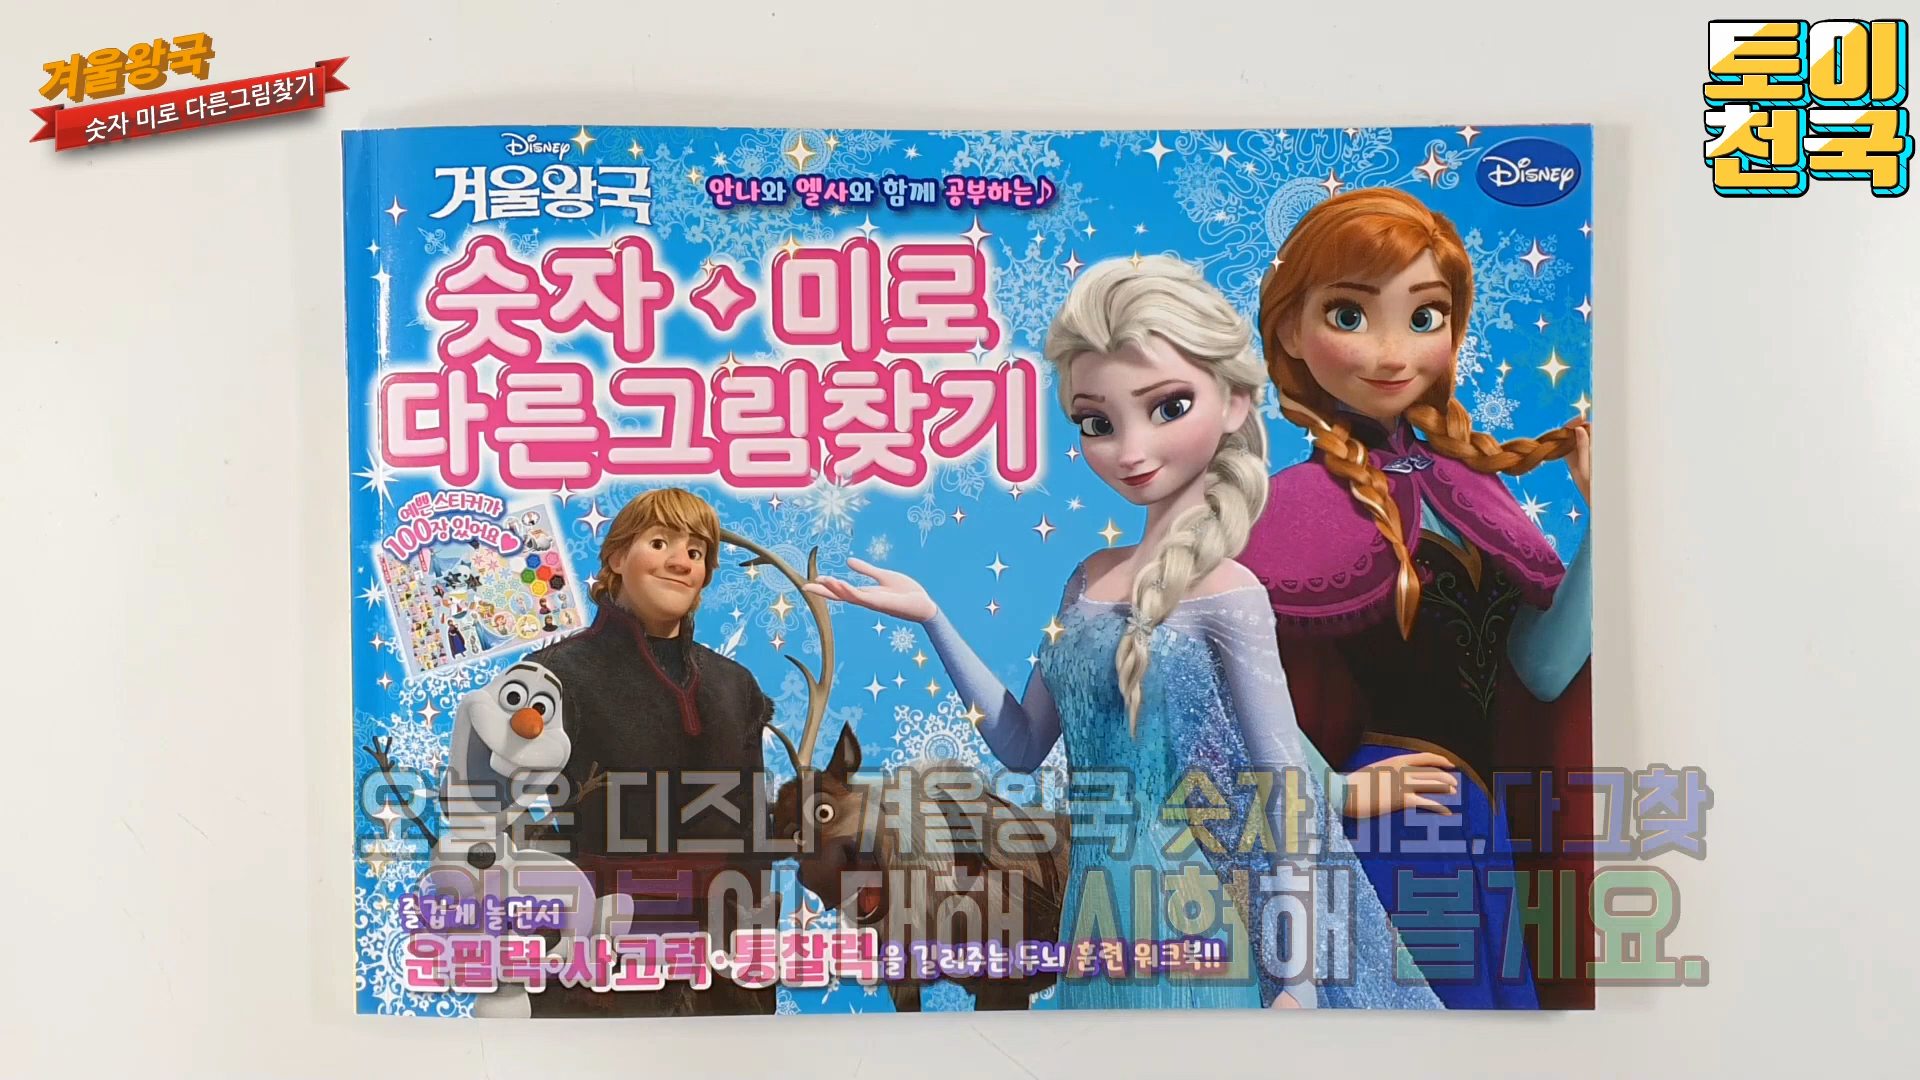 겨울왕국
숫자 미로 다른그림찾기
토이
천국
Disney
겨울왕국
안나와 엘사와 함께 공부하는♪
Disney
숫자 미로
다른그림찾기
예쁜 스티커가
100장 있어요♥
오늘은 디즈니 겨울왕국 숫자,미로,다그찾
워크북에 대해 시험해 볼게요.
즐겁게 놀면서
운필력·사고력·통찰력을 길러주는 두뇌 훈련 워크북!!